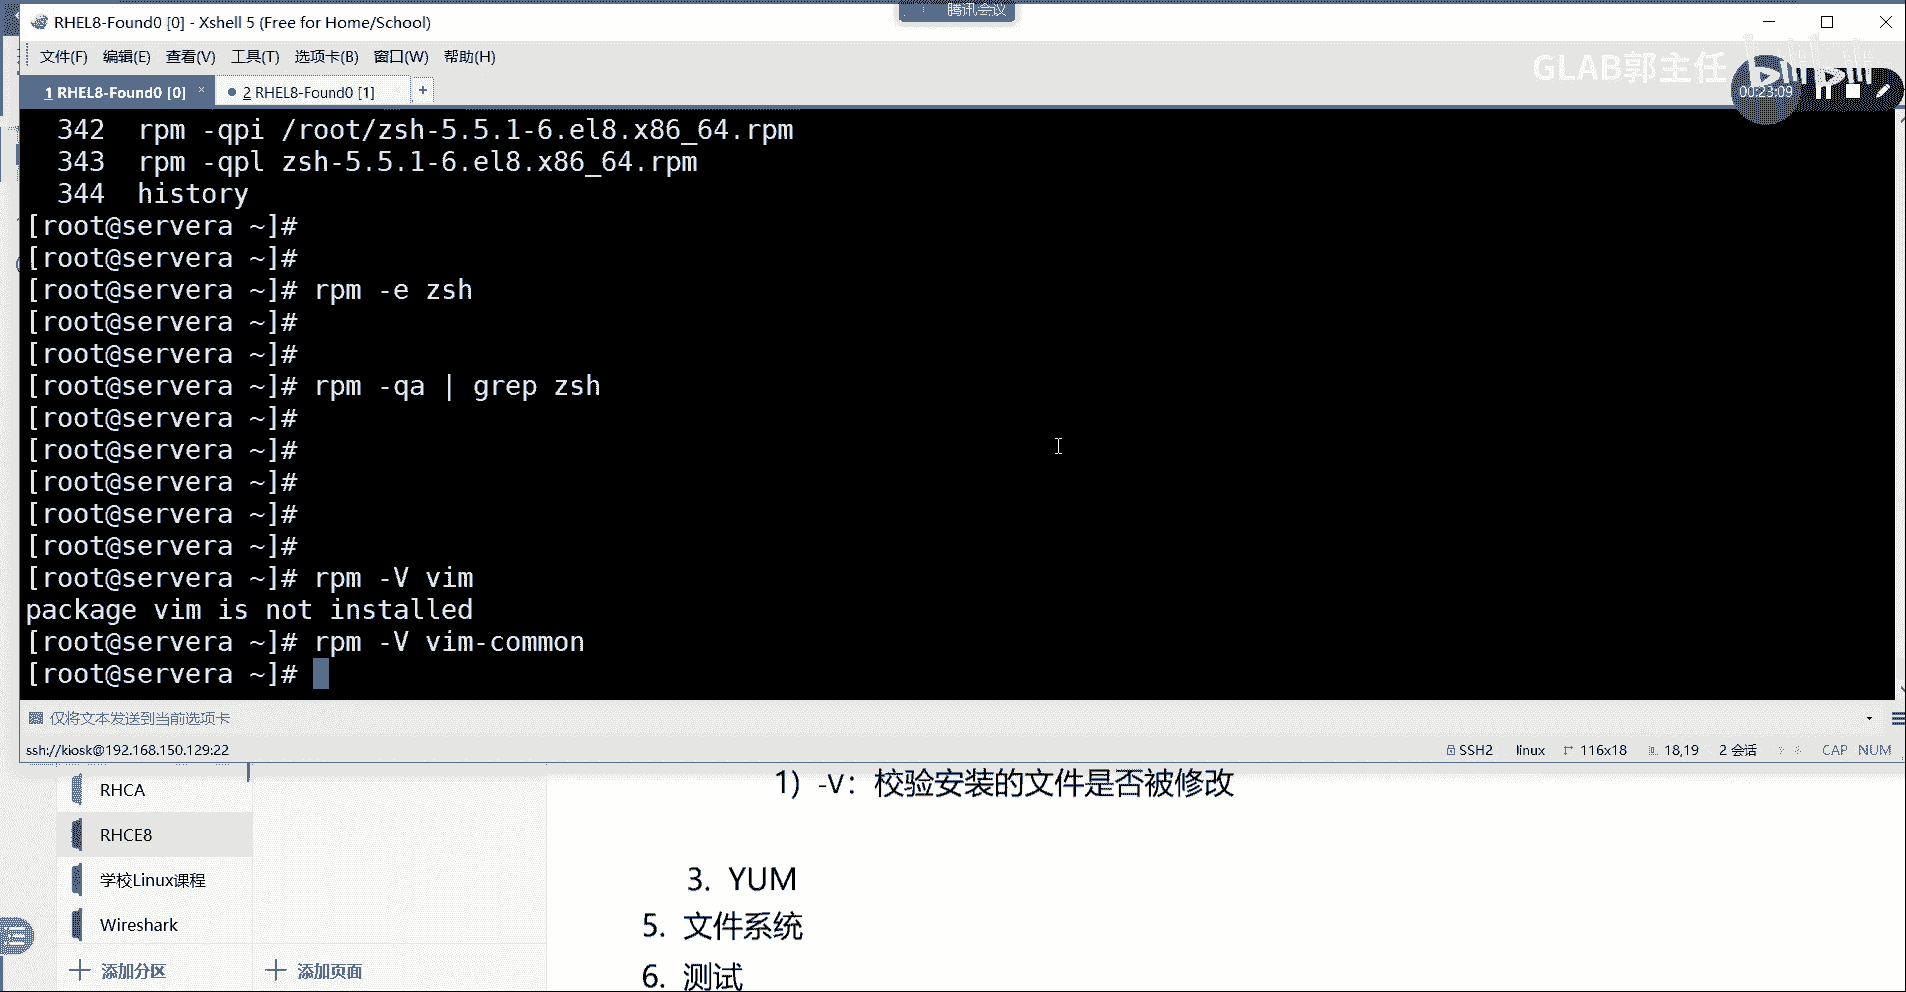 腾讯会议
RHEL8-Found0 [0] - Xshell 5 (Free for Home/School)
文件(F) 编辑(E) 查看(V) 工具(T) 选项卡(B) 窗口(W) 帮助(H)
GLAB郭主任 bilibili
00:23:09
1 RHEL8-Found0 [0] × 2 RHEL8-Found0 [1] +
342 rpm -qpi /root/zsh-5.5.1-6.el8.x86_64.rpm
343 rpm -qpl zsh-5.5.1-6.el8.x86_64.rpm
344 history
[root@servera ~]#
[root@servera ~]#
[root@servera ~]# rpm -e zsh
[root@servera ~]#
[root@servera ~]#
[root@servera ~]# rpm -qa | grep zsh
[root@servera ~]#
[root@servera ~]#
[root@servera ~]#
[root@servera ~]#
[root@servera ~]#
[root@servera ~]# rpm -V vim
package vim is not installed
[root@servera ~]# rpm -V vim-common
[root@servera ~]#
仅将文本发送到当前选项卡
ssh://kiosk@192.168.150.129:22 SSH2 linux 116x18 18,19 2 会话 CAP NUM
RHCA
RHCE8
学校Linux课程
Wireshark
添加分区 添加页面
1) -V：校验安装的文件是否被修改
3. YUM
5. 文件系统
6. 测试